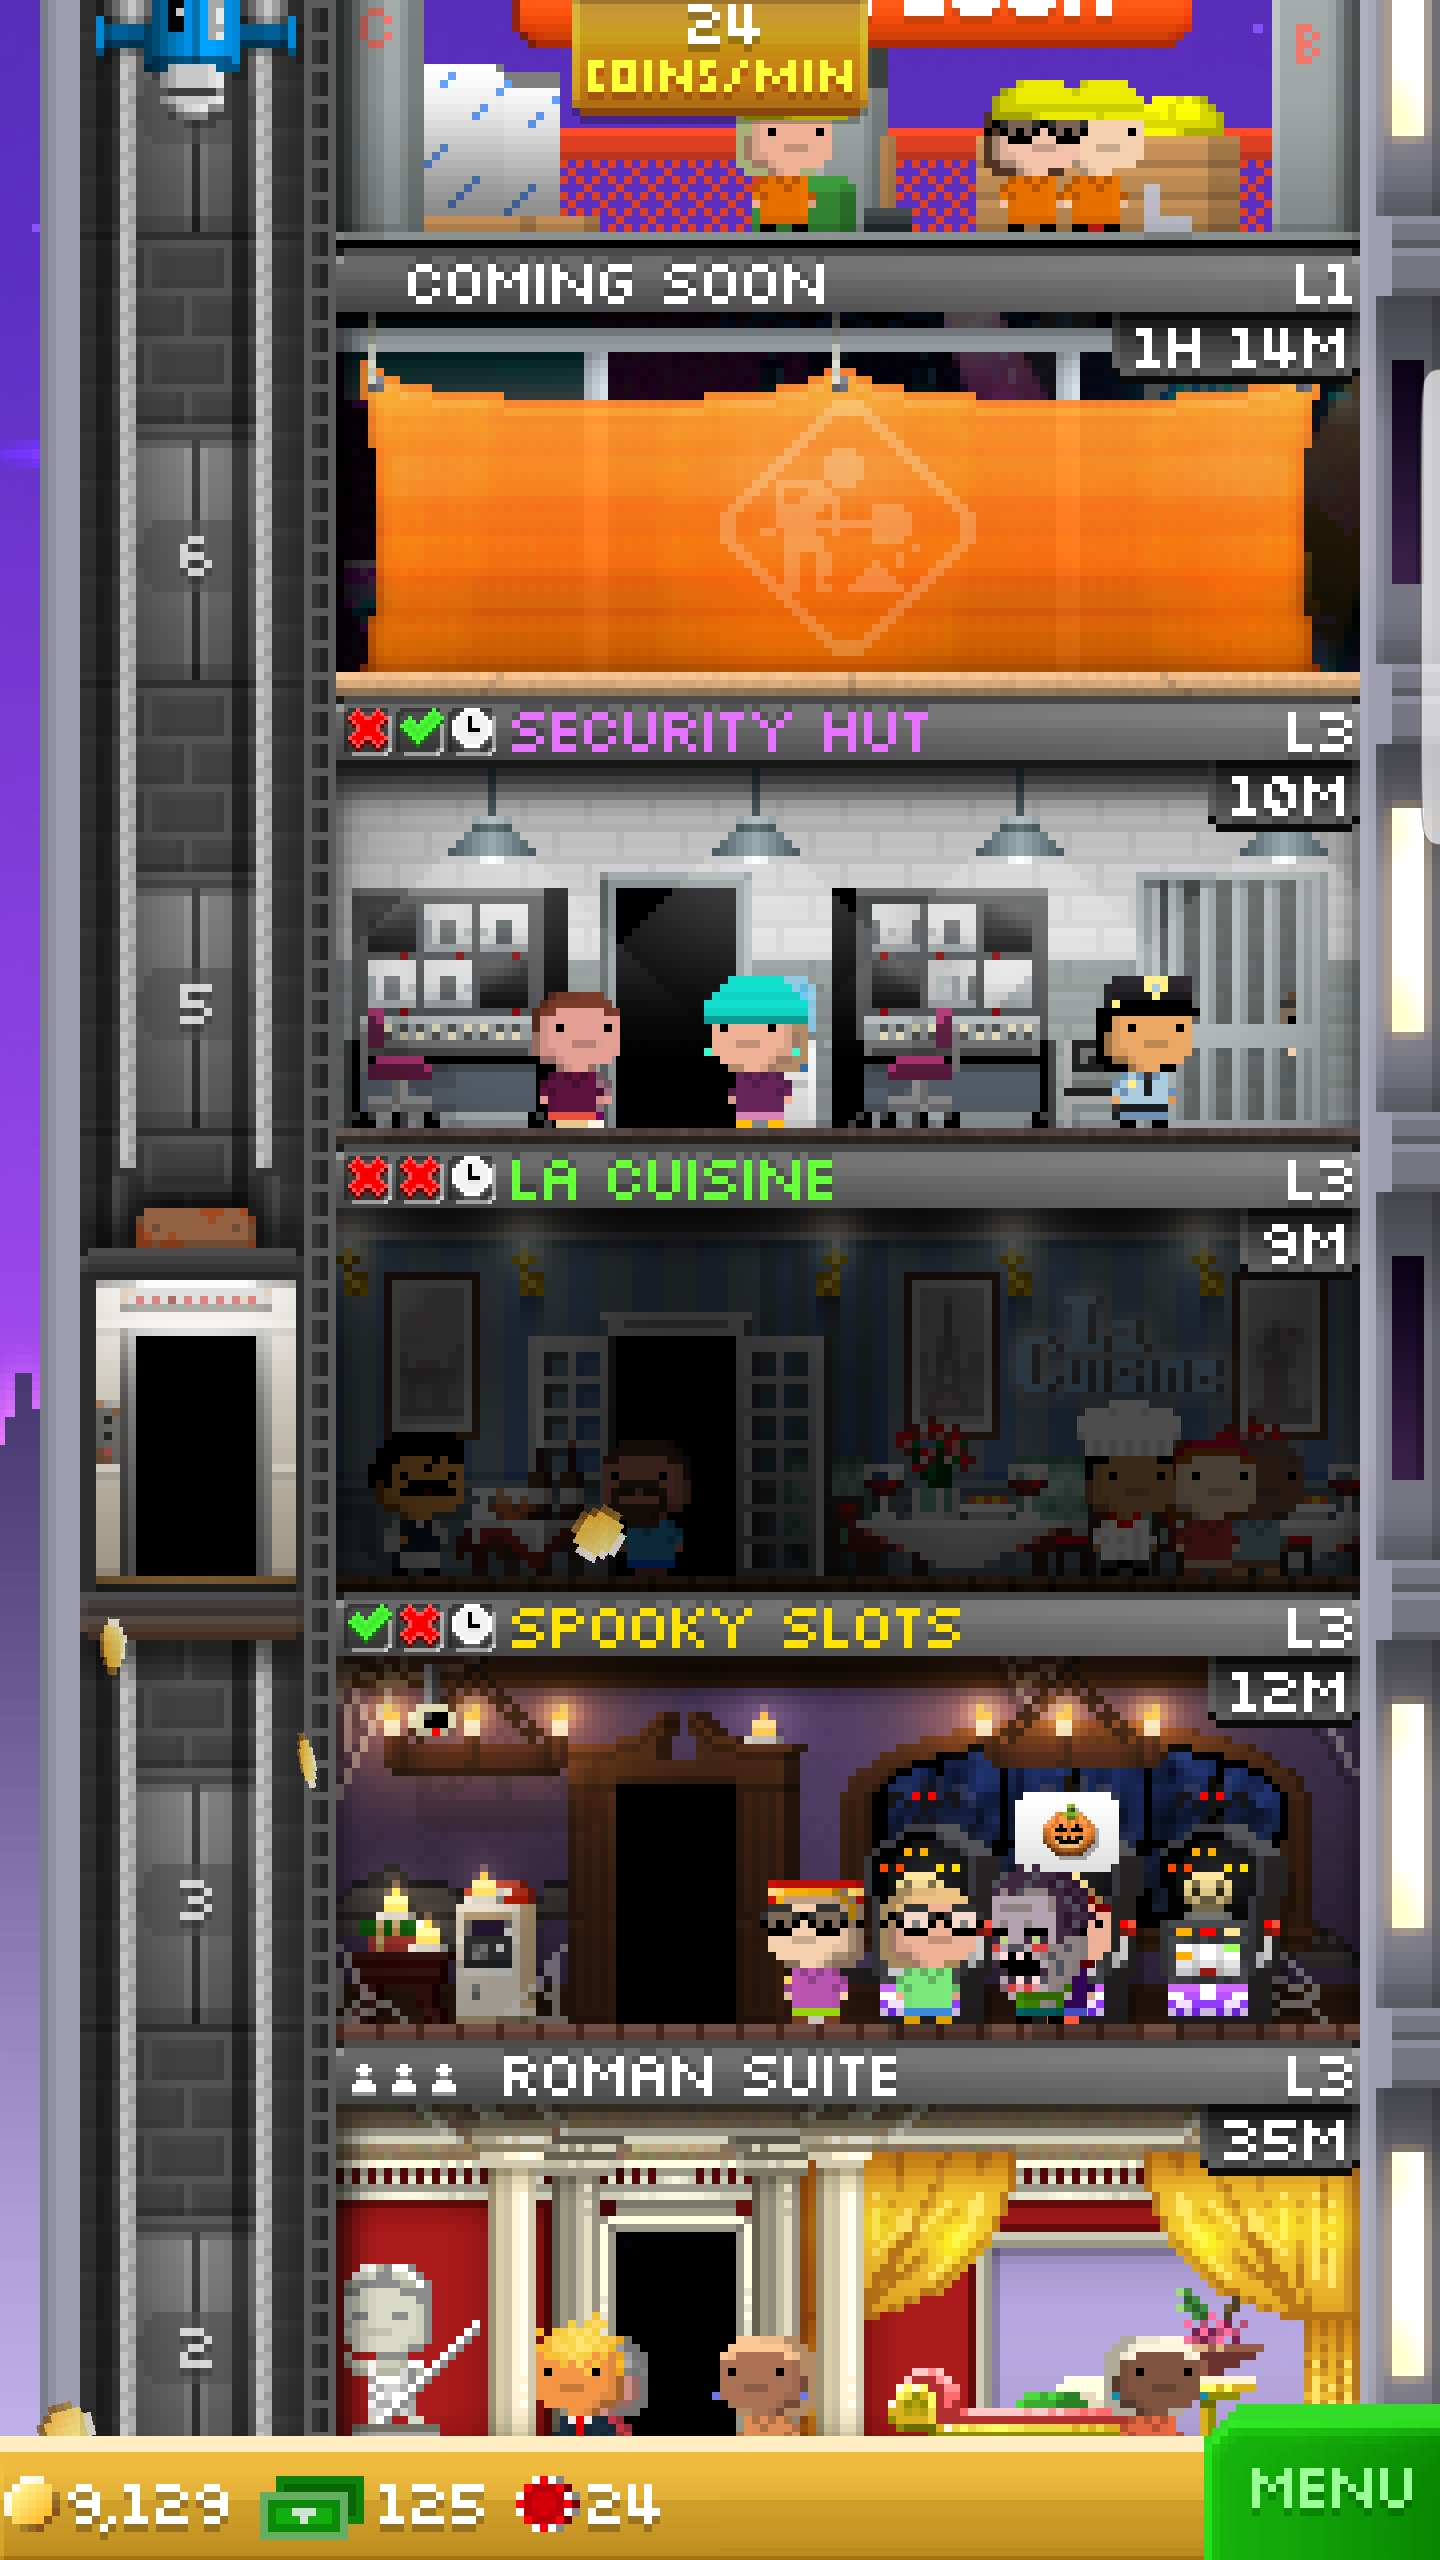 C
24
COINS/MIN
B
COMING SOON L1
1H 14M
6
SECURITY HUT L3
10M
5
LA CUISINE L3
9M
La
Cuisine
SPOOKY SLOTS L3
12M
3
ROMAN SUITE L3
35M
2
9,129 125 24
MENU